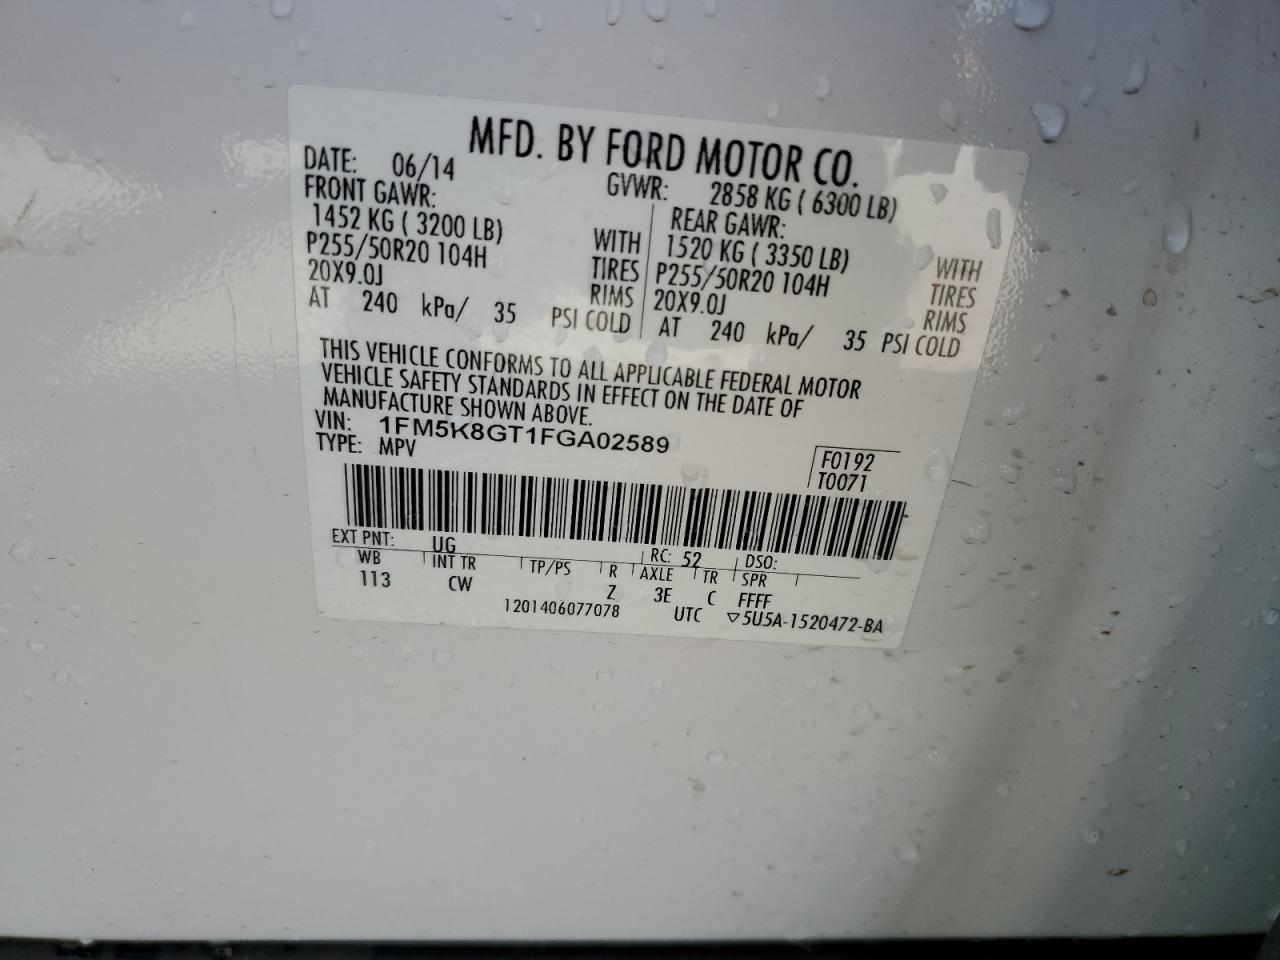 MFD. BY FORD MOTOR CO.
DATE: 06/14 GVWR: 2858 KG ( 6300 LB)
FRONT GAWR: REAR GAWR:
1452 KG ( 3200 LB) WITH 1520 KG ( 3350 LB) WITH
P255/50R20 104H TIRES P255/50R20 104H TIRES
20X9.0J RIMS 20X9.0J RIMS
AT 240 kPa/ 35 PSI COLD AT 240 kPa/ 35 PSI COLD
THIS VEHICLE CONFORMS TO ALL APPLICABLE FEDERAL MOTOR
VEHICLE SAFETY STANDARDS IN EFFECT ON THE DATE OF
MANUFACTURE SHOWN ABOVE.
VIN: 1FM5K8GT1FGA02589
TYPE: MPV
F0192
T0071
EXT PNT: UG RC: 52 DSO:
WB INT TR TP/PS R AXLE TR SPR
113 CW Z 3E C FFFF
1201406077078 UTC ▽5U5A-1520472-BA